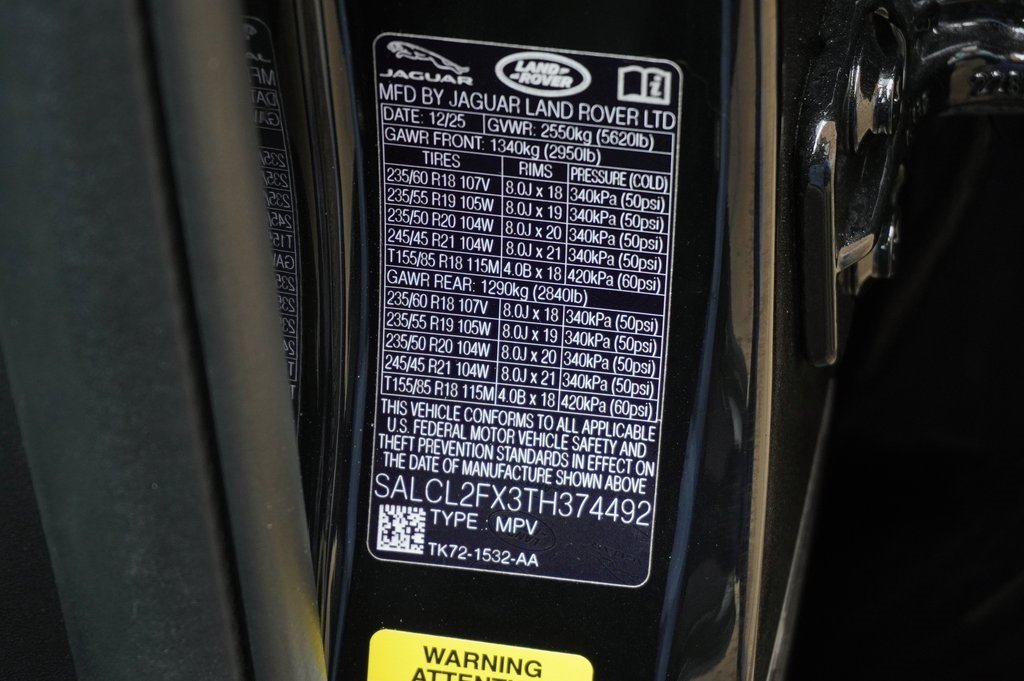 JAGUAR LAND-ROVER
MFD BY JAGUAR LAND ROVER LTD
DATE: 12/25 GVWR: 2550kg (5620lb)
GAWR FRONT: 1340kg (2950lb)
TIRES RIMS PRESSURE (COLD)
235/60 R18 107V 8.0J x 18 340kPa (50psi)
235/55 R19 105W 8.0J x 19 340kPa (50psi)
235/50 R20 104W 8.0J x 20 340kPa (50psi)
245/45 R21 104W 8.0J x 21 340kPa (50psi)
T155/85 R18 115M 4.0B x 18 420kPa (60psi)
GAWR REAR: 1290kg (2840lb)
235/60 R18 107V 8.0J x 18 340kPa (50psi)
235/55 R19 105W 8.0J x 19 340kPa (50psi)
235/50 R20 104W 8.0J x 20 340kPa (50psi)
245/45 R21 104W 8.0J x 21 340kPa (50psi)
T155/85 R18 115M 4.0B x 18 420kPa (60psi)
THIS VEHICLE CONFORMS TO ALL APPLICABLE
U.S. FEDERAL MOTOR VEHICLE SAFETY AND
THEFT PREVENTION STANDARDS IN EFFECT ON
THE DATE OF MANUFACTURE SHOWN ABOVE
SALCL2FX3TH374492
TYPE : MPV
TK72-1532-AA
WARNING